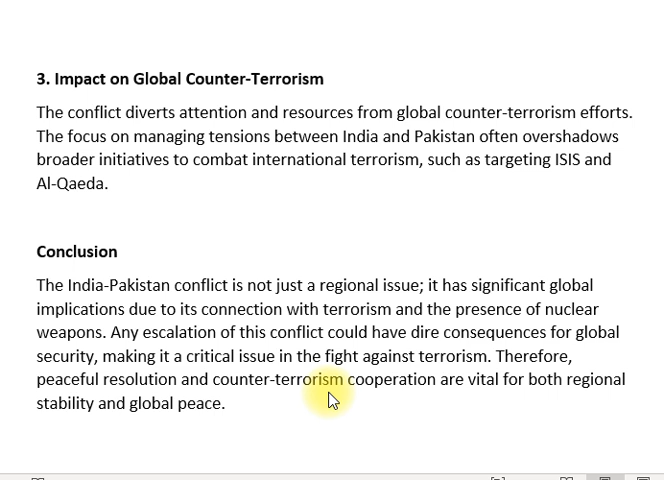 3. Impact on Global Counter-Terrorism
The conflict diverts attention and resources from global counter-terrorism efforts.
The focus on managing tensions between India and Pakistan often overshadows
broader initiatives to combat international terrorism, such as targeting ISIS and
Al-Qaeda.
Conclusion
The India-Pakistan conflict is not just a regional issue; it has significant global
implications due to its connection with terrorism and the presence of nuclear
weapons. Any escalation of this conflict could have dire consequences for global
security, making it a critical issue in the fight against terrorism. Therefore,
peaceful resolution and counter-terrorism cooperation are vital for both regional
stability and global peace.